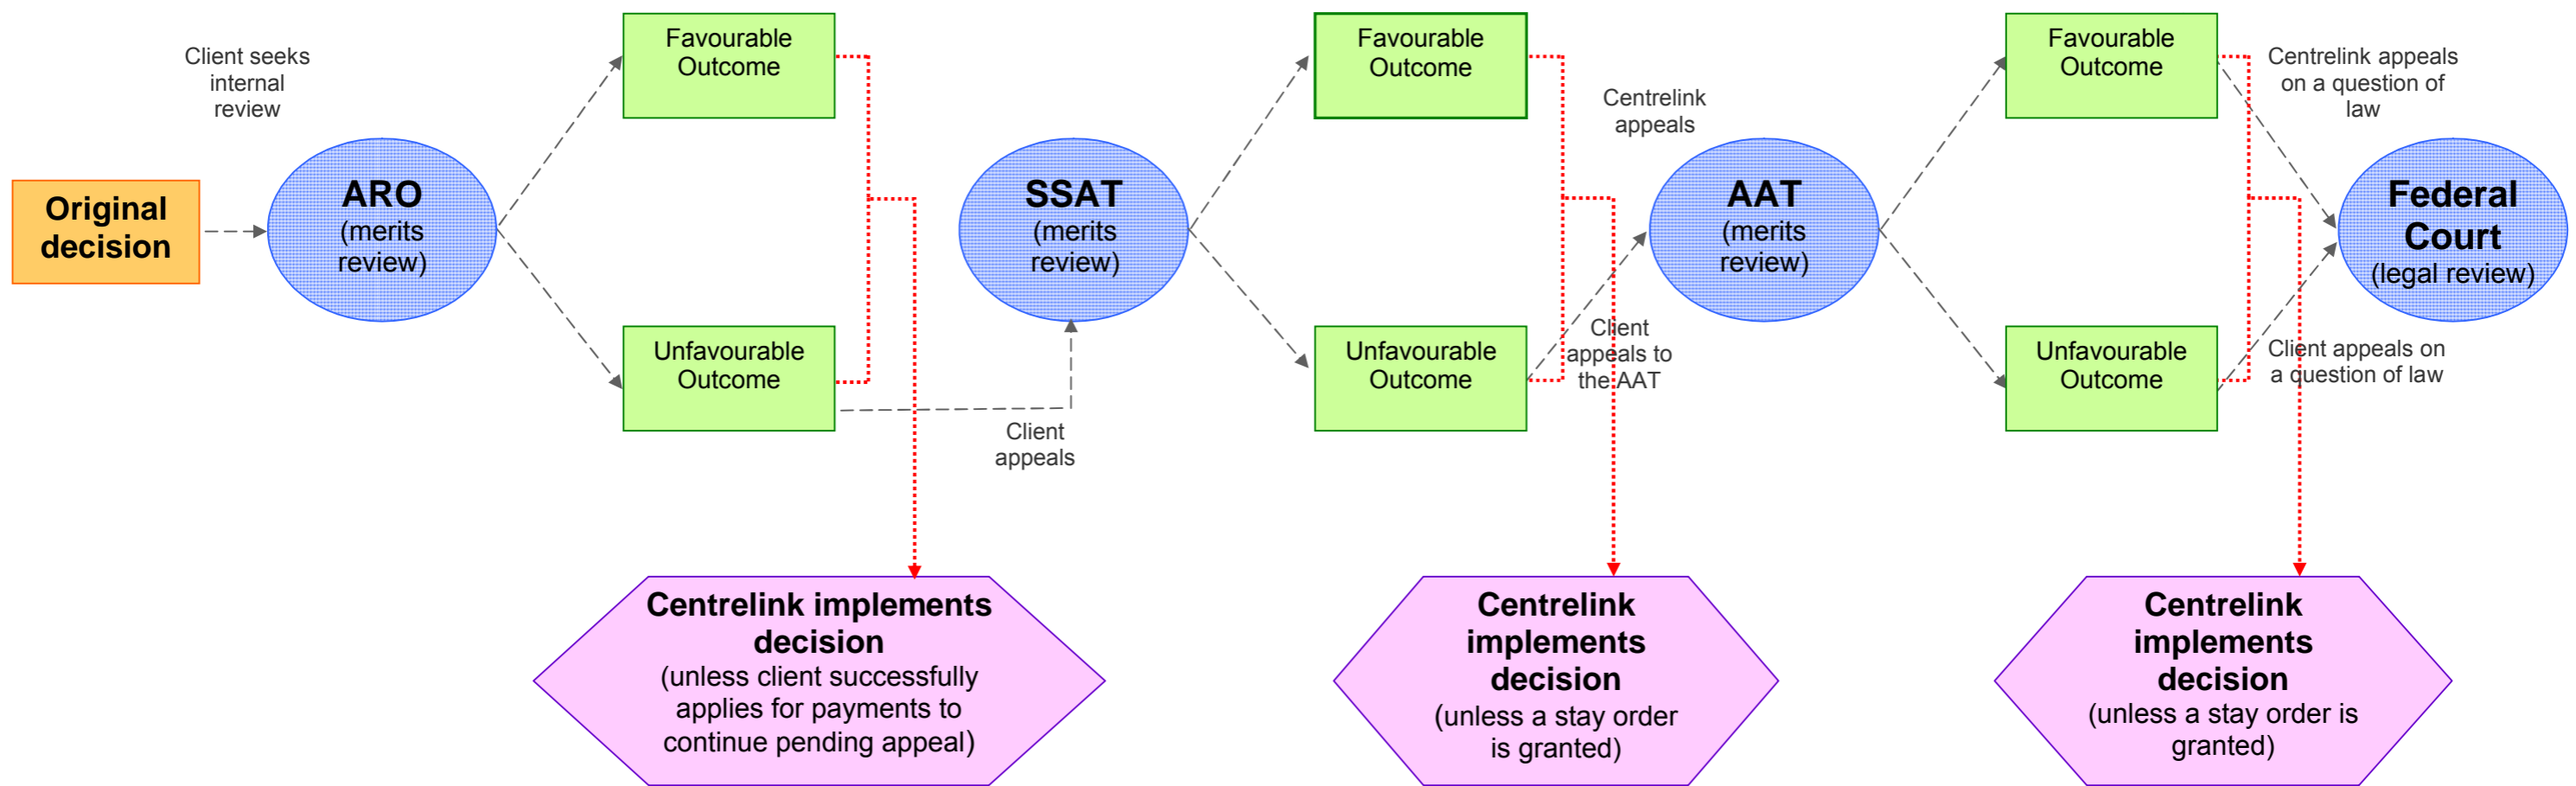 Client seeks
internal
review
Original
decision
ARO
(merits
review)
Favourable
Outcome
Unfavourable
Outcome
Client
appeals
Centrelink implements
decision
(unless client successfully
applies for payments to
continue pending appeal)
SSAT
(merits
review)
Favourable
Outcome
Unfavourable
Outcome
Centrelink
appeals
Client
appeals to
the AAT
Centrelink
implements
decision
(unless a stay order
is granted)
AAT
(merits
review)
Favourable
Outcome
Unfavourable
Outcome
Centrelink appeals
on a question of
law
Client appeals on
a question of law
Centrelink
implements
decision
(unless a stay order is
granted)
Federal
Court
(legal review)